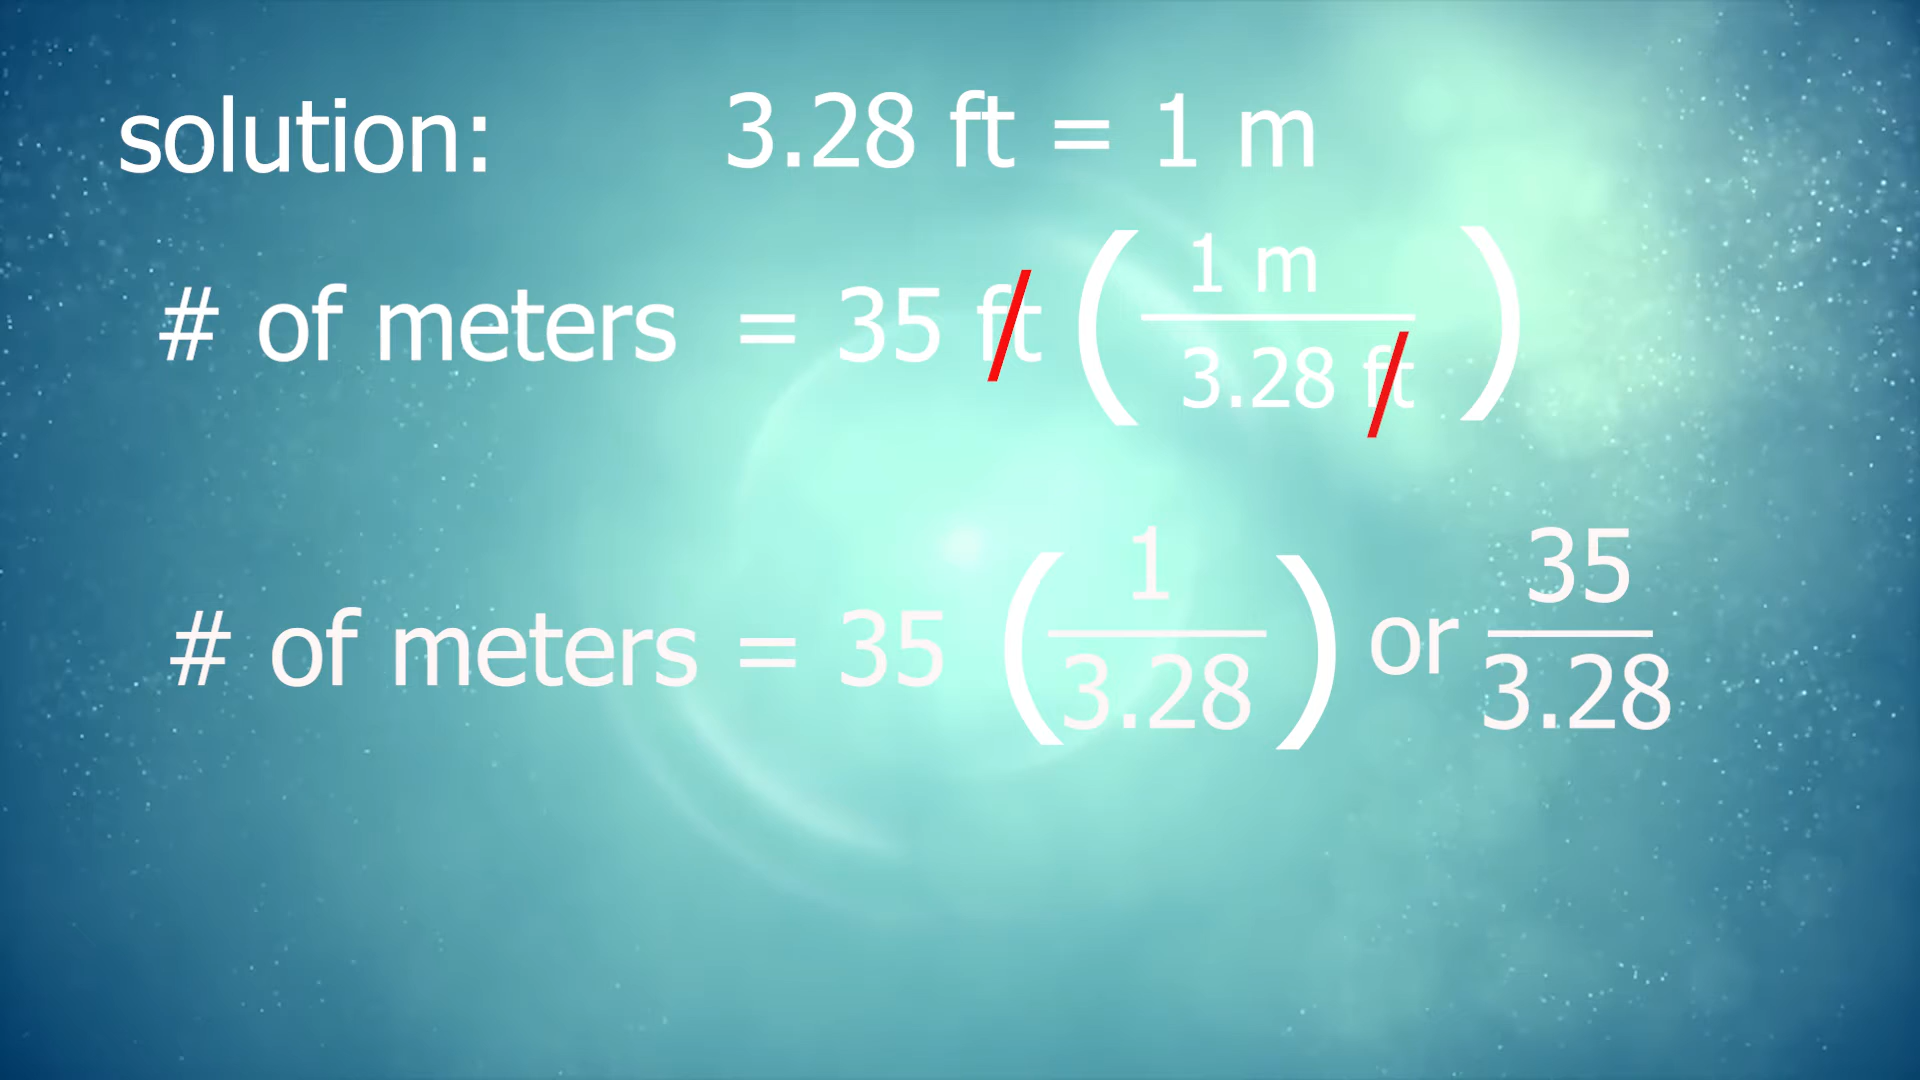 solution: 3.28 ft = 1 m
# of meters = 35 ft ( 1 m / 3.28 ft )
# of meters = 35 ( 1 / 3.28 ) or 35 / 3.28